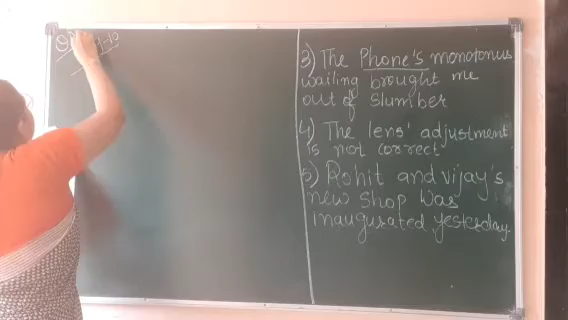 3) The Phone's monotonus
wailing brought me
out of Slumber
4) The lens' adjustment
is not correct
5) Rohit and vijay's
new shop was
inaugurated yesterday.